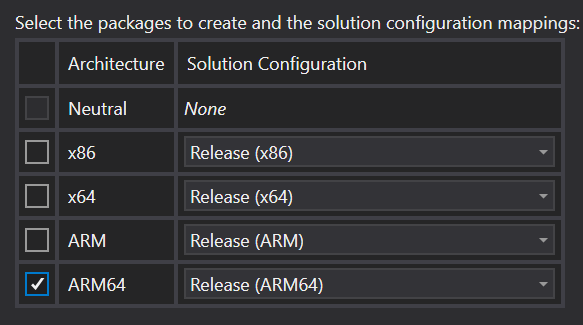 Select the packages to create and the solution configuration mappings:
Architecture Solution Configuration
Neutral None
x86 Release (x86)
x64 Release (x64)
ARM Release (ARM)
ARM64 Release (ARM64)